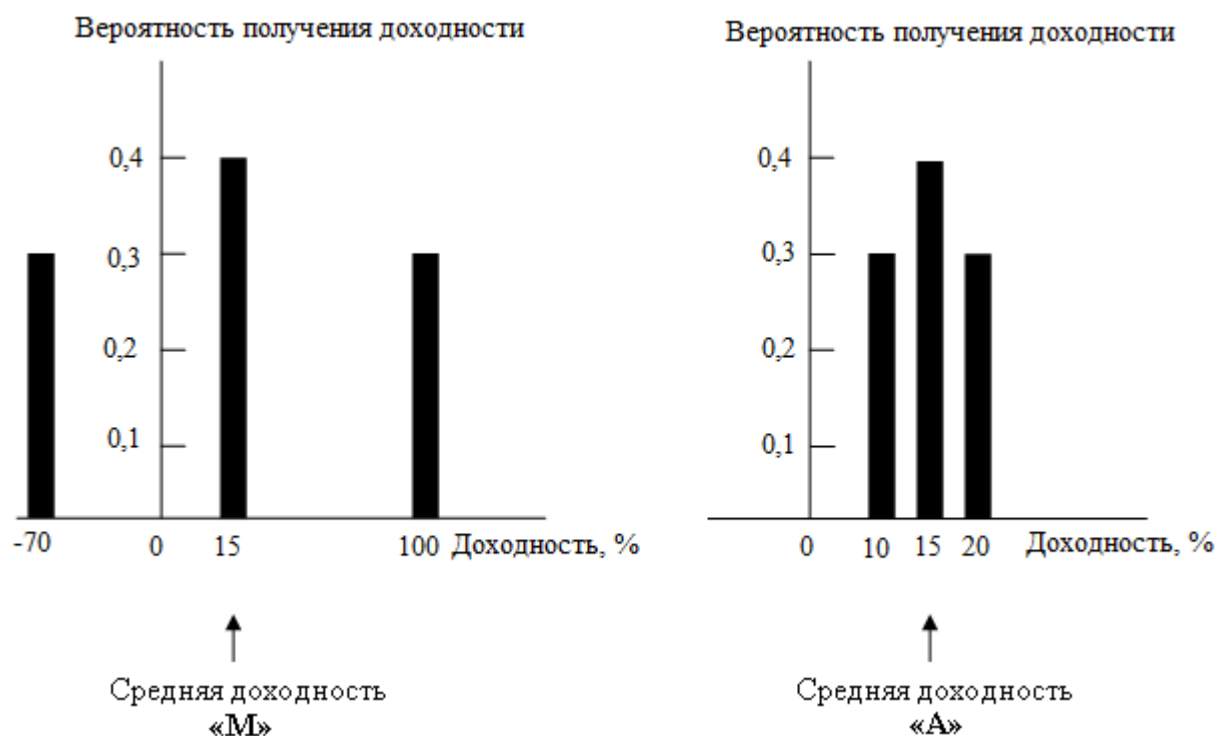 Вероятность получения доходности
0,4
0,3
0,2
0,1
-70 0 15 100 Доходность, %
Средняя доходность
«М»
Вероятность получения доходности
0,4
0,3
0,2
0,1
0 10 15 20 Доходность, %
Средняя доходность
«А»